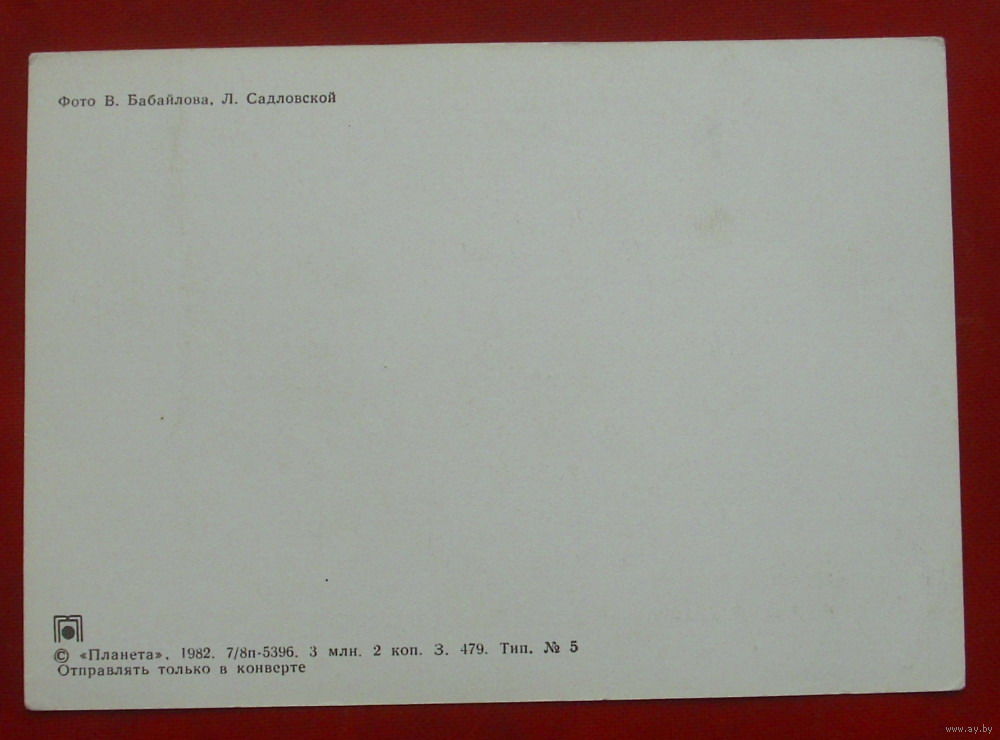 Фото В. Бабайлова, Л. Садловской
© «Планета», 1982. 7/8п-5396. 3 млн. 2 коп. З. 479. Тип. № 5
Отправлять только в конверте
www.ay.by